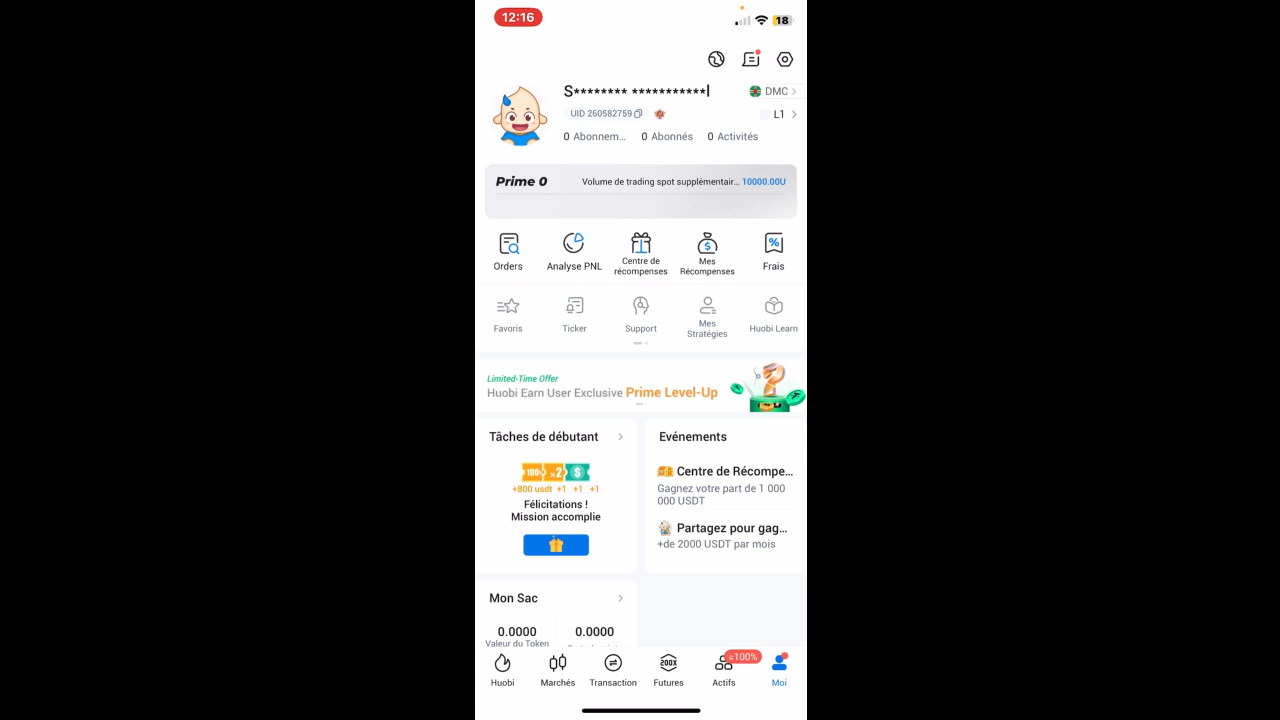 12:16
18
S******** ***********l
DMC
UID 260582759
L1
0 Abonnem... 0 Abonnés 0 Activités
Prime 0 Volume de trading spot supplémentair... 10000.00U
Orders
Analyse PNL
Centre de
récompenses
Mes
Récompenses
Frais
Favoris
Ticker
Support
Mes
Stratégies
Huobi Learn
Limited-Time Offer
Huobi Earn User Exclusive Prime Level-Up
Tâches de débutant
100 x2 $
+800 usdt +1 +1 +1
Félicitations !
Mission accomplie
Evénements
Centre de Récompe...
Gagnez votre part de 1 000
000 USDT
Partagez pour gag...
+de 2000 USDT par mois
Mon Sac
0.0000 0.0000
Valeur du Token
≥100%
200X
Huobi Marchés Transaction Futures Actifs Moi